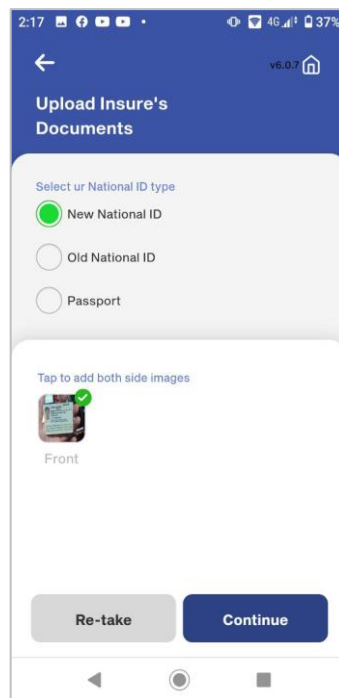 2:17 4G 37%
v6.0.7
Upload Insure's
Documents
Select ur National ID type
New National ID
Old National ID
Passport
Tap to add both side images
Front
Re-take
Continue